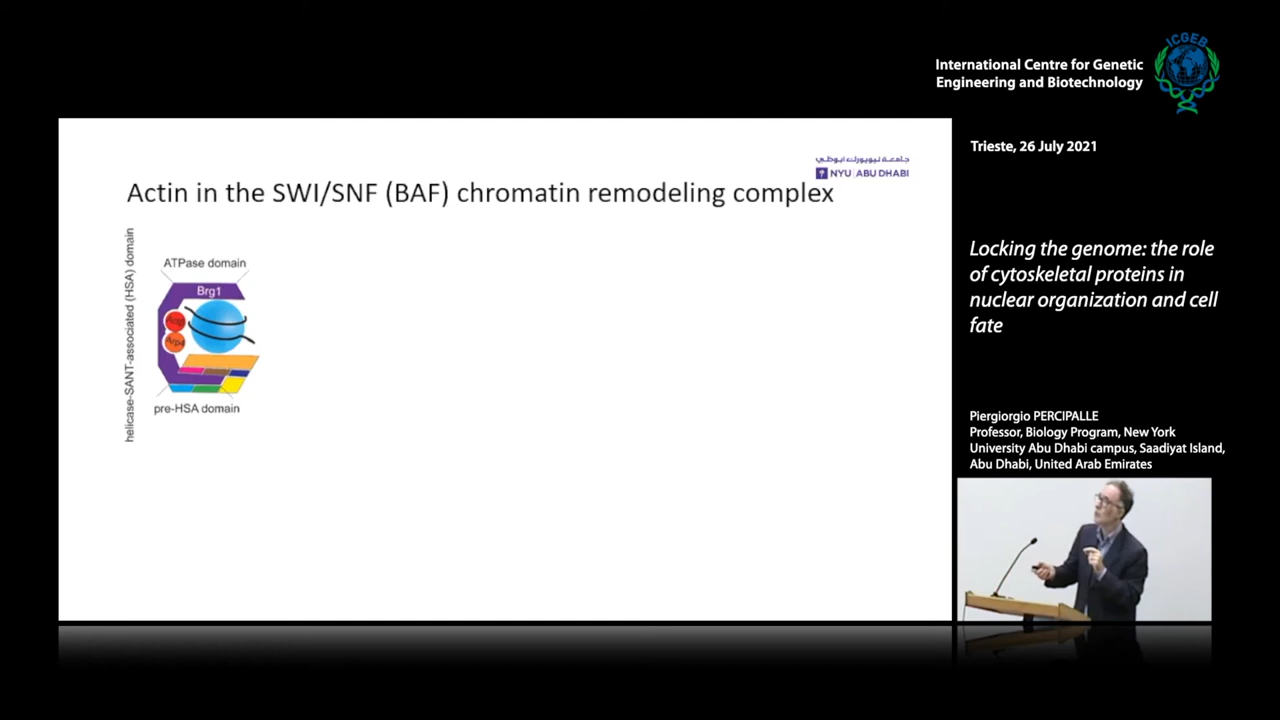 ICGEB
International Centre for Genetic
Engineering and Biotechnology
Trieste, 26 July 2021
جامعة نيويورك أبوظبي
NYU ABU DHABI
Actin in the SWI/SNF (BAF) chromatin remodeling complex
helicase-SANT-associated (HSA) domain
ATPase domain
Brg1
Actβ
Arp4
pre-HSA domain
Locking the genome: the role
of cytoskeletal proteins in
nuclear organization and cell
fate
Piergiorgio PERCIPALLE
Professor, Biology Program, New York
University Abu Dhabi campus, Saadiyat Island,
Abu Dhabi, United Arab Emirates